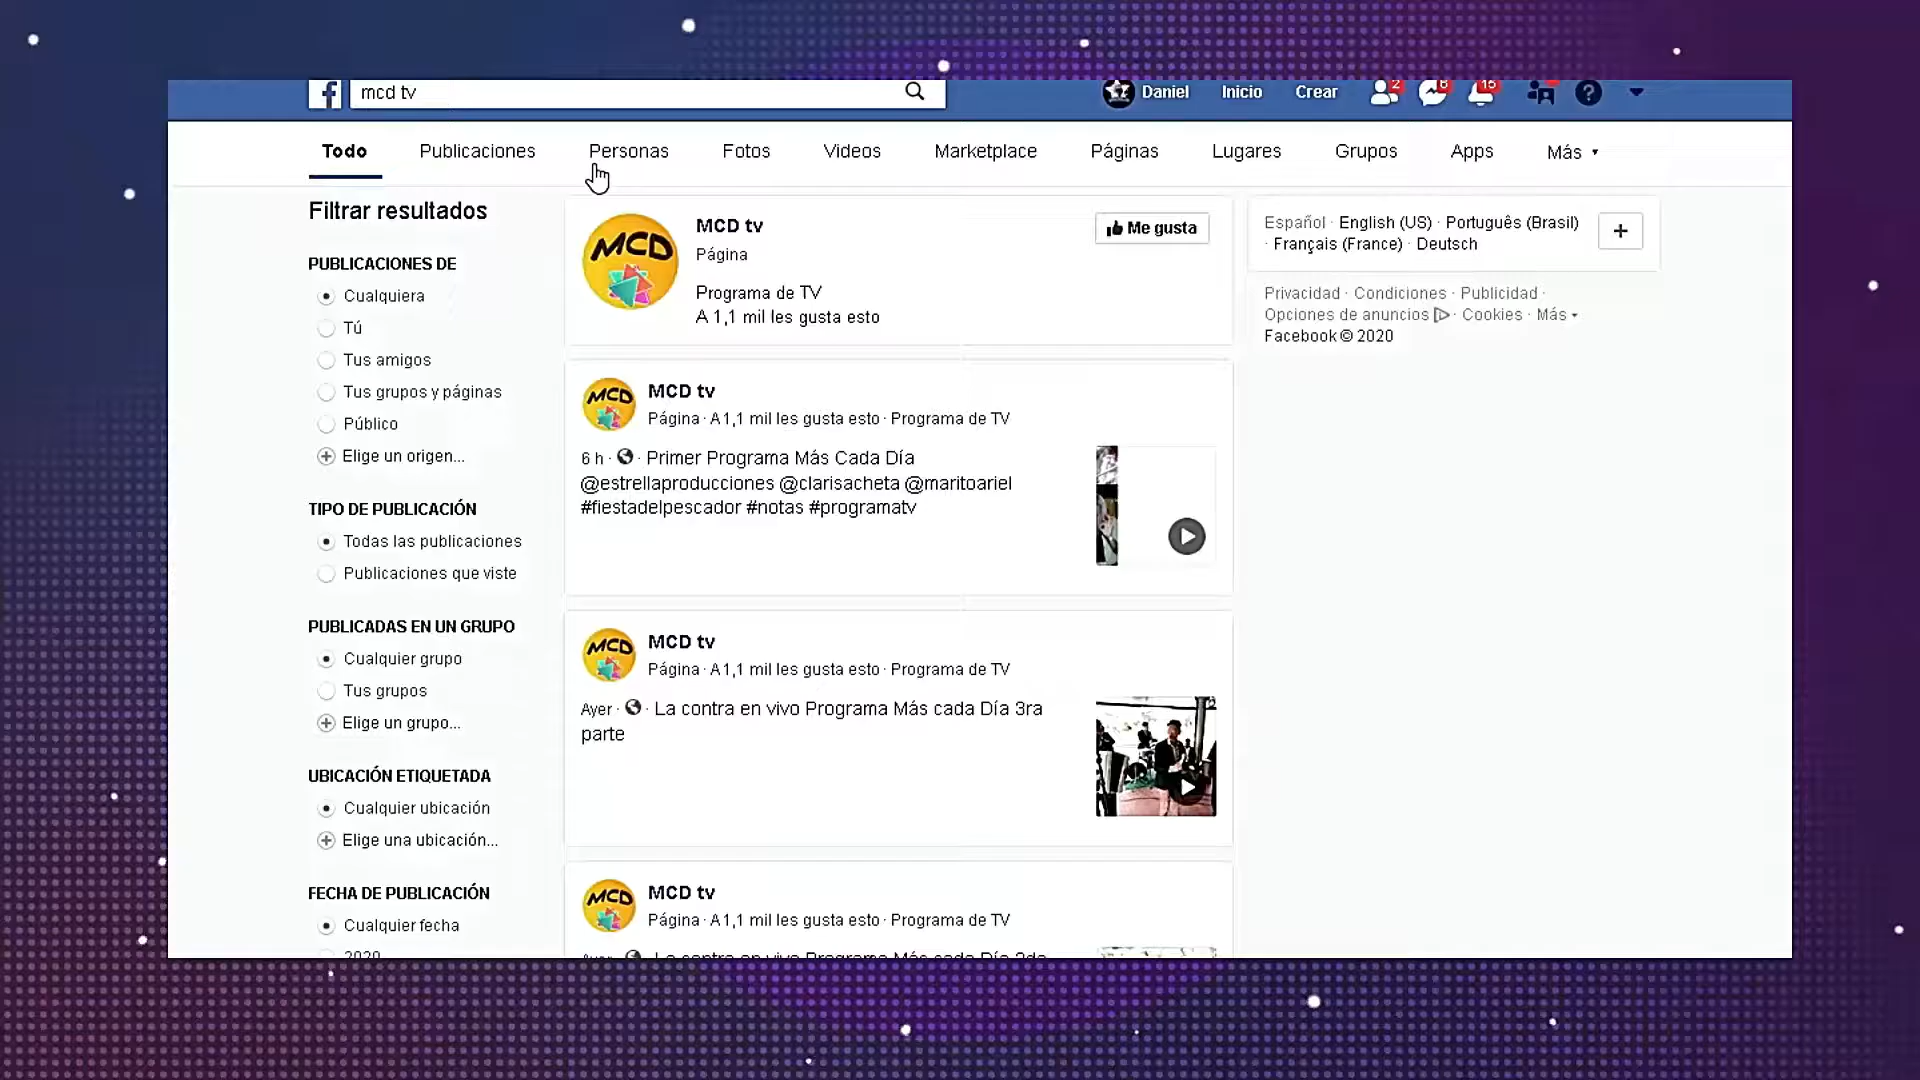 mcd tv
Daniel Inicio Crear 2 8 15
Todo Publicaciones Personas Fotos Videos Marketplace Páginas Lugares Grupos Apps Más
Filtrar resultados
PUBLICACIONES DE
Cualquiera
Tú
Tus amigos
Tus grupos y páginas
Público
Elige un origen...
TIPO DE PUBLICACIÓN
Todas las publicaciones
Publicaciones que viste
PUBLICADAS EN UN GRUPO
Cualquier grupo
Tus grupos
Elige un grupo...
UBICACIÓN ETIQUETADA
Cualquier ubicación
Elige una ubicación...
FECHA DE PUBLICACIÓN
Cualquier fecha
2020
MCD
MCD tv
Página
Programa de TV
A 1,1 mil les gusta esto
Me gusta
MCD
MCD tv
Página · A 1,1 mil les gusta esto · Programa de TV
6 h · Primer Programa Más Cada Día
@estrellaproducciones @clarisacheta @maritoariel
#fiestadelpescador #notas #programatv
MCD
MCD tv
Página · A 1,1 mil les gusta esto · Programa de TV
Ayer · La contra en vivo Programa Más cada Día 3ra
parte
MCD
MCD tv
Página · A 1,1 mil les gusta esto · Programa de TV
Ayer · La contra en vivo Programa Más cada Día 2da
Español · English (US) · Português (Brasil)
· Français (France) · Deutsch
Privacidad · Condiciones · Publicidad ·
Opciones de anuncios · Cookies · Más
Facebook © 2020